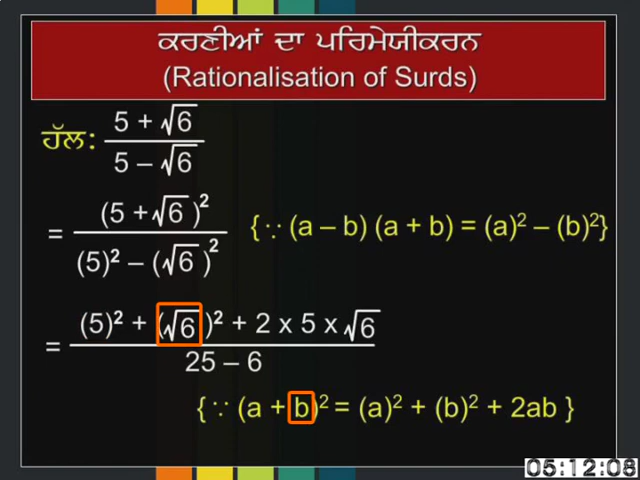 ਕਰਣੀਆਂ ਦਾ ਪਰਿਮੇਯੀਕਰਨ
(Rationalisation of Surds)
ਹੱਲ: (5 + √6) / (5 – √6)
= (5 + √6)² / ((5)² – (√6)²) {∵ (a – b) (a + b) = (a)² – (b)²}
= ((5)² + (√6)² + 2 x 5 x √6) / (25 – 6)
{∵ (a + b)² = (a)² + (b)² + 2ab }
05:12:08